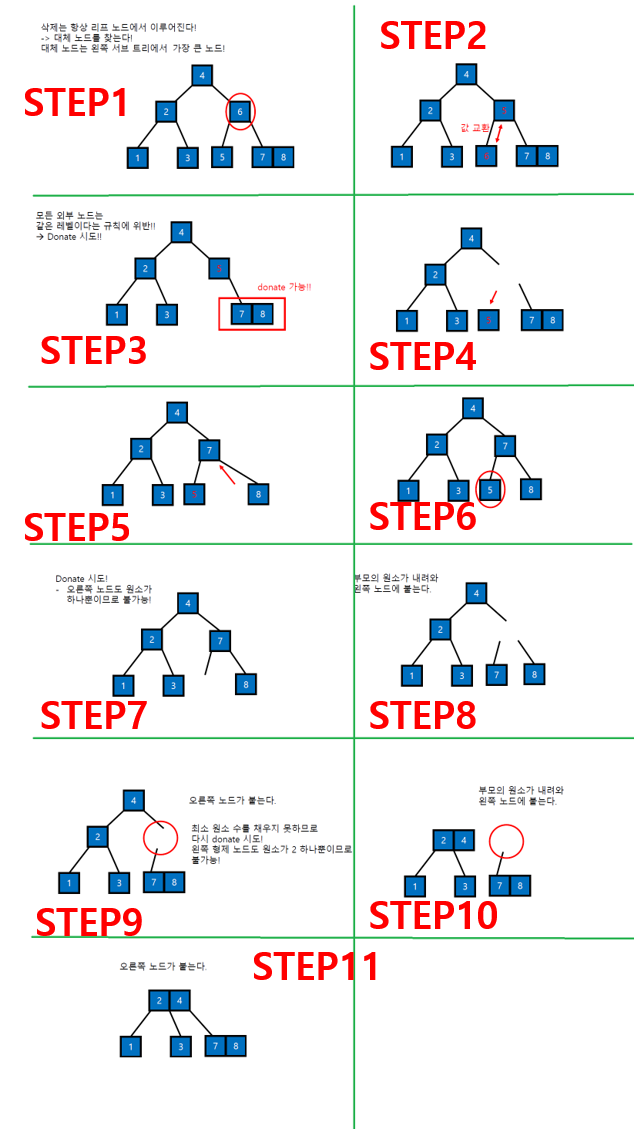 삭제는 항상 리프 노드에서 이루어진다!
-> 대체 노드를 찾는다!
대체 노드는 왼쪽 서브 트리에서 가장 큰 노드!
STEP1
4
2 6
1 3 5 7 8
STEP2
4
2
값 교환
1 3 7 8
모든 외부 노드는
같은 레벨이다는 규칙에 위반!!
→ Donate 시도!!
4
2
donate 가능!!
1 3 7 8
STEP3
4
2
1 3 7 8
STEP4
4
2 7
1 3 8
STEP5
4
2 7
1 3 5 8
STEP6
Donate 시도!
- 오른쪽 노드도 원소가
하나뿐이므로 불가능!
4
2 7
1 3 8
STEP7
부모의 원소가 내려와
왼쪽 노드에 붙는다.
4
2
1 3 7 8
STEP8
오른쪽 노드가 붙는다.
최소 원소 수를 채우지 못하므로
다시 donate 시도!
왼쪽 형제 노드도 원소가 2 하나뿐이므로
불가능!
4
2
1 3 7 8
STEP9
부모의 원소가 내려와
왼쪽 노드에 붙는다.
2 4
1 3 7 8
STEP10
오른쪽 노드가 붙는다.
STEP11
2 4
1 3 7 8